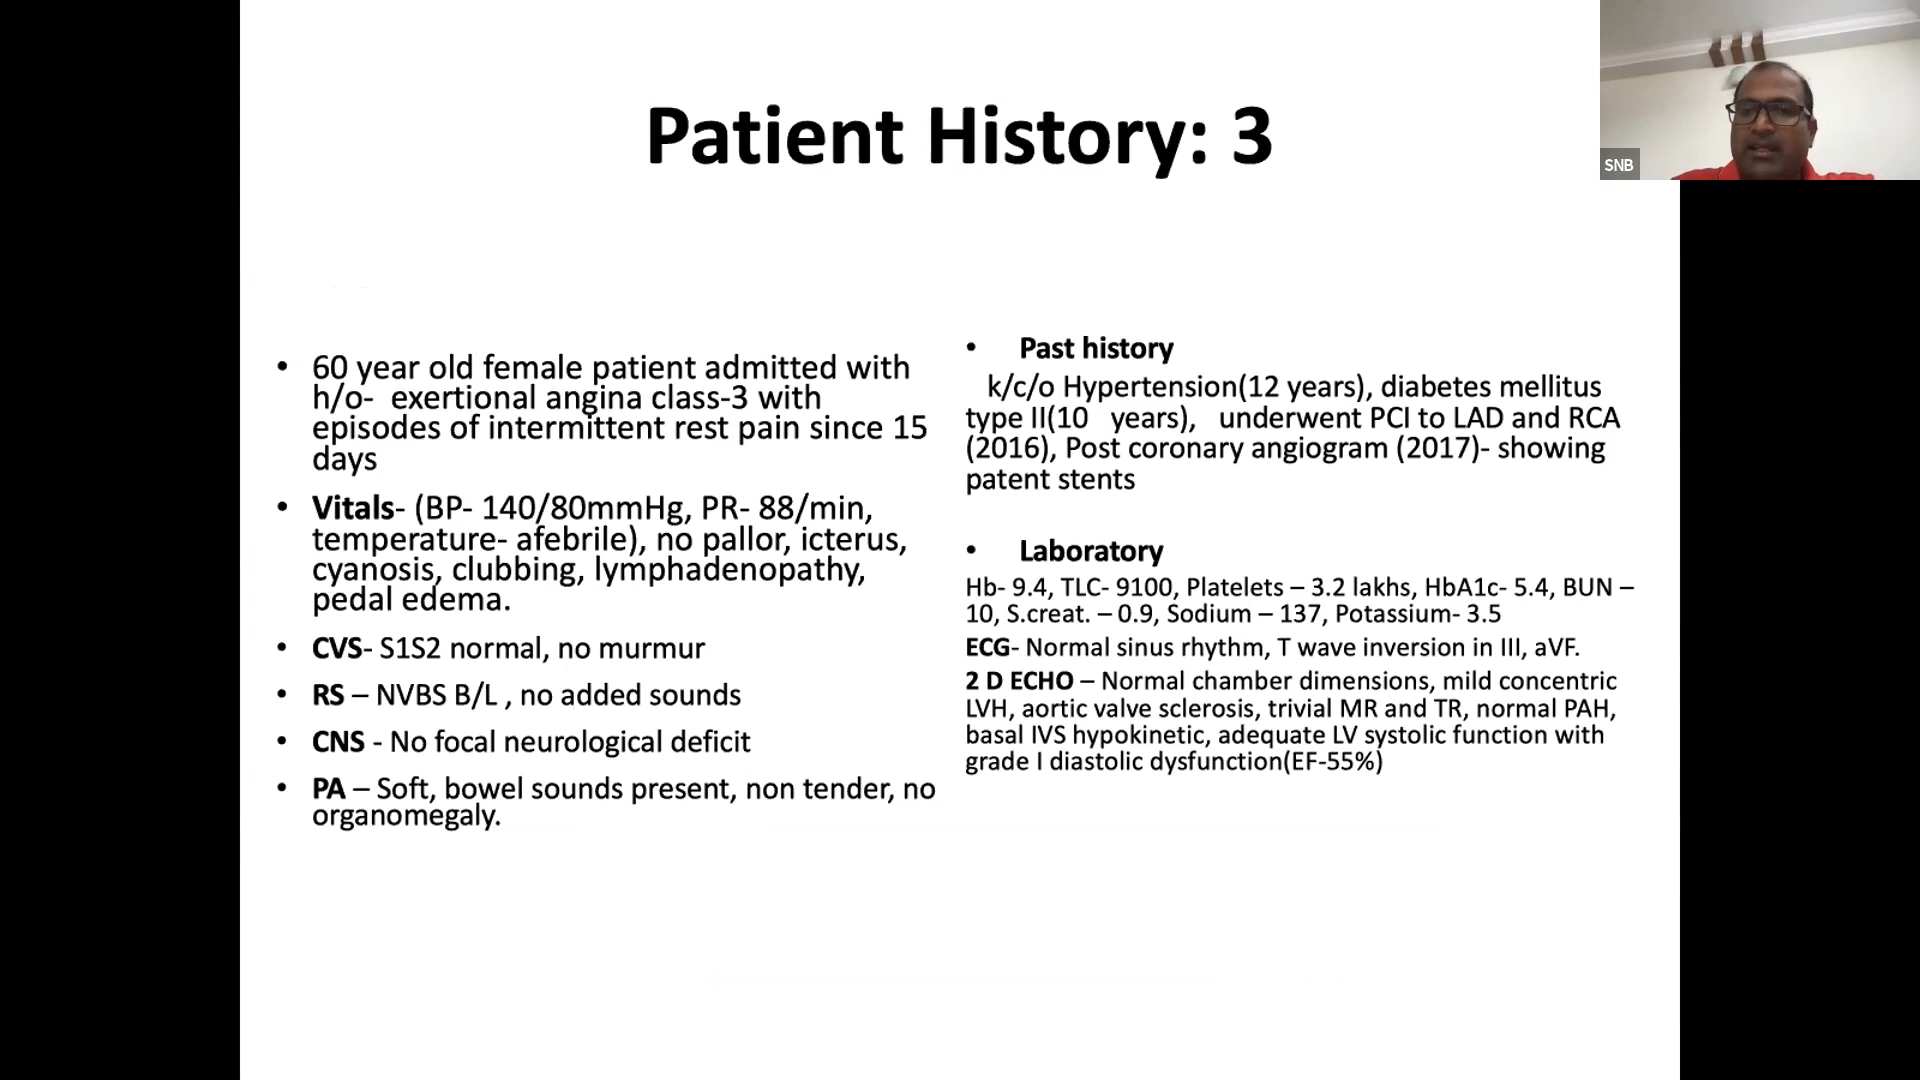 Patient History: 3
SNB
• 60 year old female patient admitted with
h/o- exertional angina class-3 with
episodes of intermittent rest pain since 15
days
• Vitals- (BP- 140/80mmHg, PR- 88/min,
temperature- afebrile), no pallor, icterus,
cyanosis, clubbing, lymphadenopathy,
pedal edema.
• CVS- S1S2 normal, no murmur
• RS – NVBS B/L , no added sounds
• CNS - No focal neurological deficit
• PA – Soft, bowel sounds present, non tender, no
organomegaly.
• Past history
k/c/o Hypertension(12 years), diabetes mellitus
type II(10 years), underwent PCI to LAD and RCA
(2016), Post coronary angiogram (2017)- showing
patent stents
• Laboratory
Hb- 9.4, TLC- 9100, Platelets – 3.2 lakhs, HbA1c- 5.4, BUN –
10, S.creat. – 0.9, Sodium – 137, Potassium- 3.5
ECG- Normal sinus rhythm, T wave inversion in III, aVF.
2 D ECHO – Normal chamber dimensions, mild concentric
LVH, aortic valve sclerosis, trivial MR and TR, normal PAH,
basal IVS hypokinetic, adequate LV systolic function with
grade I diastolic dysfunction(EF-55%)